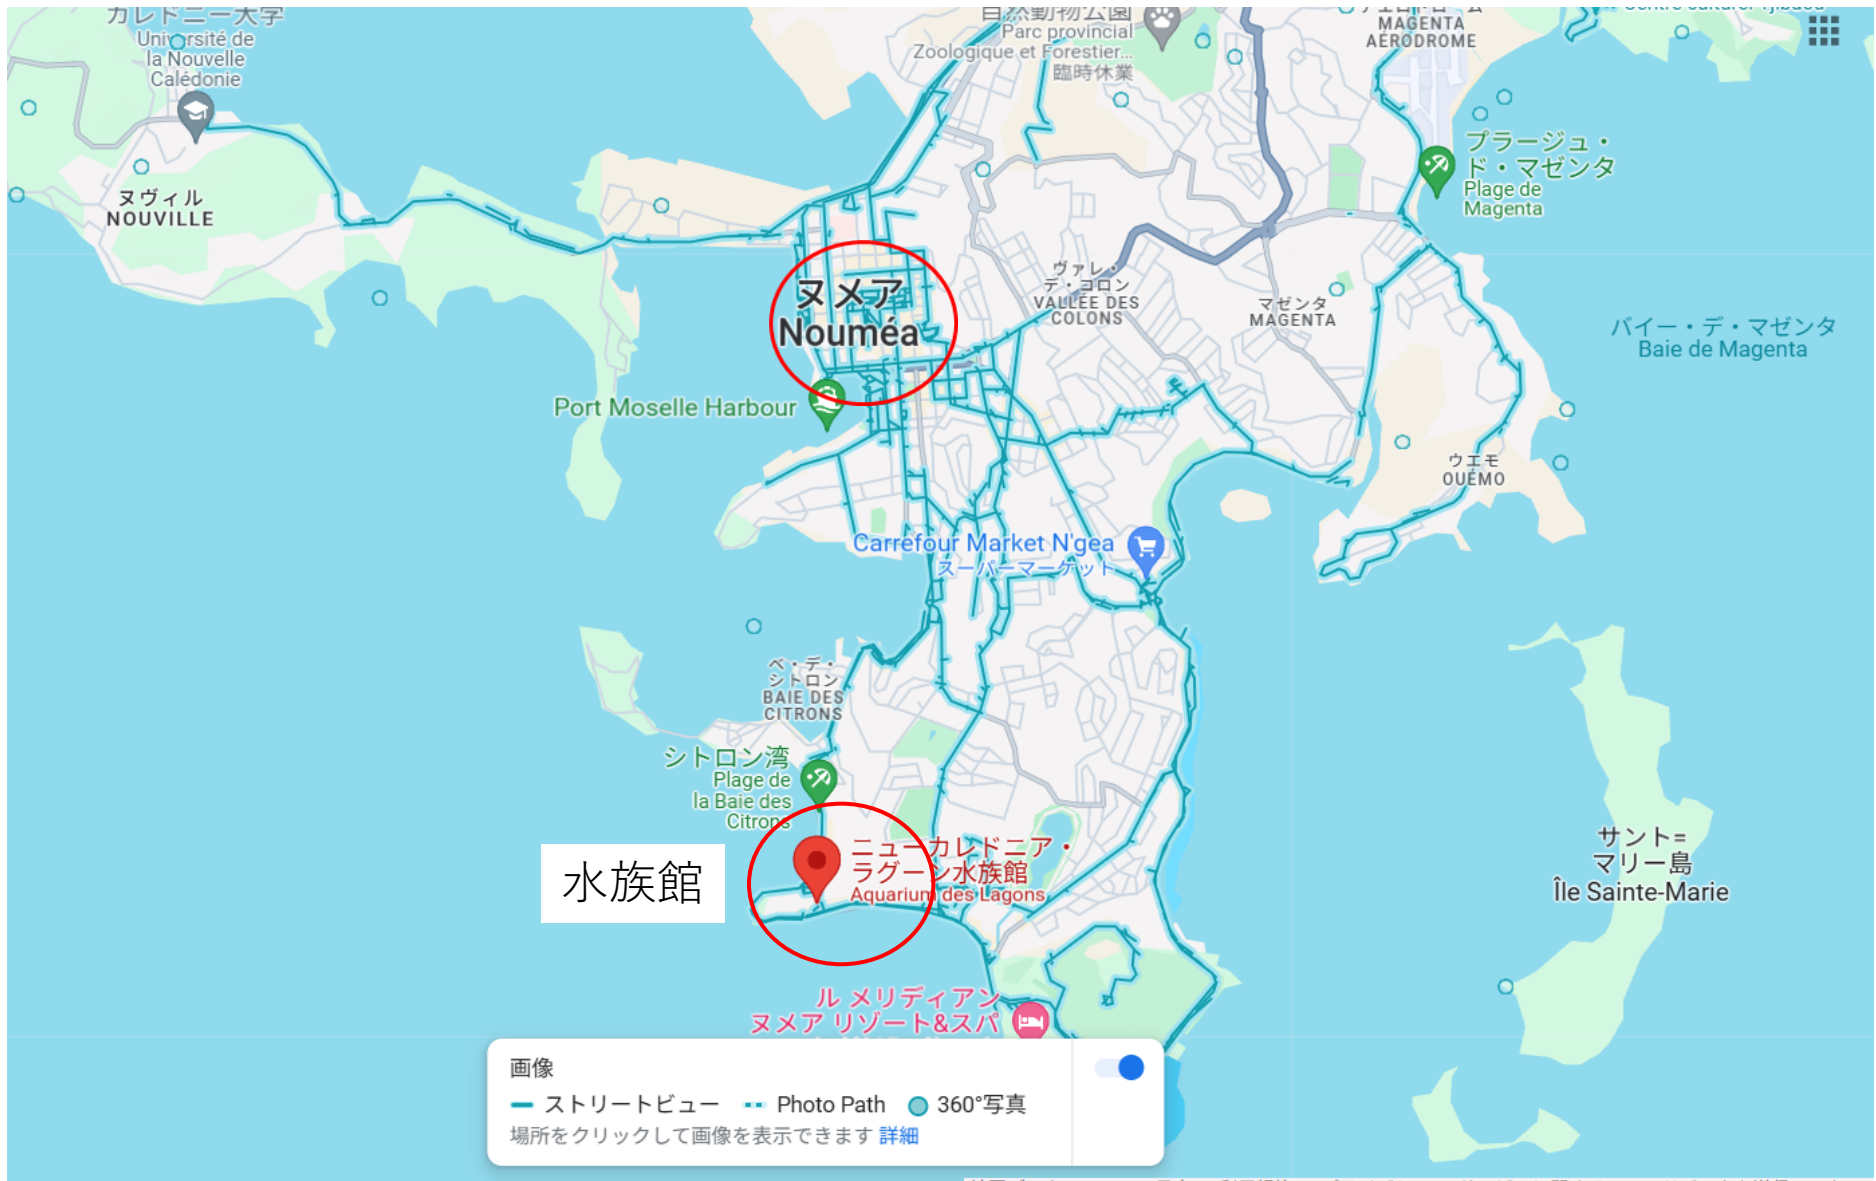 カレドニー大学
Université de
la Nouvelle
Calédonie
自然動物公園
Parc provincial
Zoologique et Forestier...
臨時休業
MAGENTA
AÉRODROME
プラージュ・
ド・マゼンタ
Plage de
Magenta
ヌヴィル
NOUVILLE
ヌメア
Nouméa
ヴァレ・
デ・コロン
VALLÉE DES
COLONS
マゼンタ
MAGENTA
バイー・デ・マゼンタ
Baie de Magenta
Port Moselle Harbour
ウエモ
OUÉMO
Carrefour Market N'gea
スーパーマーケット
ベ・デ・
シトロン
BAIE DES
CITRONS
シトロン湾
Plage de
la Baie des
Citrons
水族館
ニューカレドニア・
ラグーン水族館
Aquarium des Lagons
サント=
マリー島
Île Sainte-Marie
ル メリディアン
ヌメア リゾート&スパ
画像
ストリートビュー Photo Path 360°写真
場所をクリックして画像を表示できます 詳細